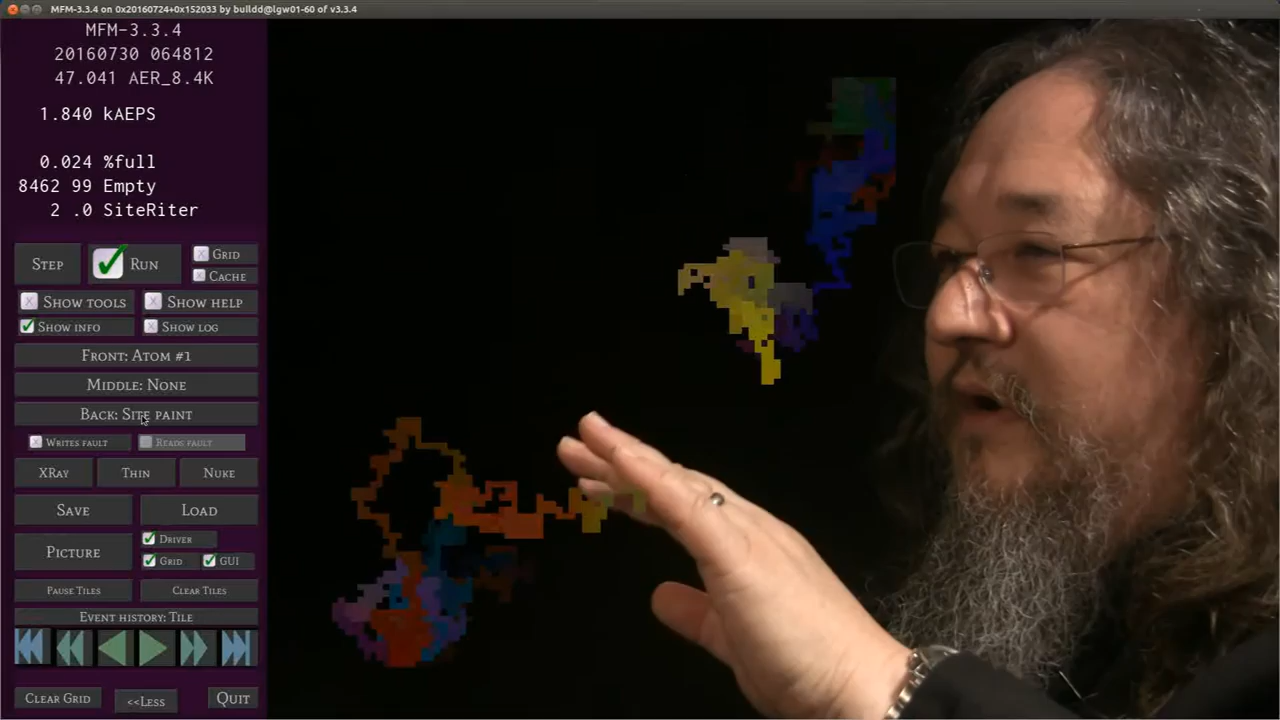 MFM-3.3.4 on 0x20160724+0x152033 by buildd@lgw01-60 of v3.3.4
MFM-3.3.4
20160730 064812
47.041 AER_8.4K
1.840 kAEPS
0.024 %full
8462 99 Empty
2 .0 SiteRiter
Step
Run
Grid
Cache
Show tools
Show help
Show info
Show log
Front: Atom #1
Middle: None
Back: Site paint
Writes fault
Reads fault
XRay
Thin
Nuke
Save
Load
Picture
Driver
Grid
GUI
Pause Tiles
Clear Tiles
Event history: Tile
Clear Grid
<<Less
Quit